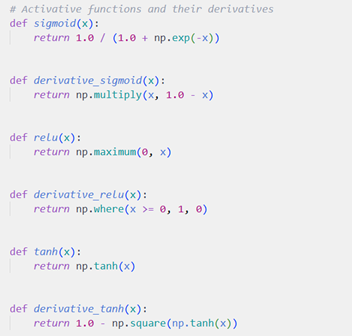 # Activative functions and their derivatives
def sigmoid(x):
    return 1.0 / (1.0 + np.exp(-x))
def derivative_sigmoid(x):
    return np.multiply(x, 1.0 - x)
def relu(x):
    return np.maximum(0, x)
def derivative_relu(x):
    return np.where(x >= 0, 1, 0)
def tanh(x):
    return np.tanh(x)
def derivative_tanh(x):
    return 1.0 - np.square(np.tanh(x))